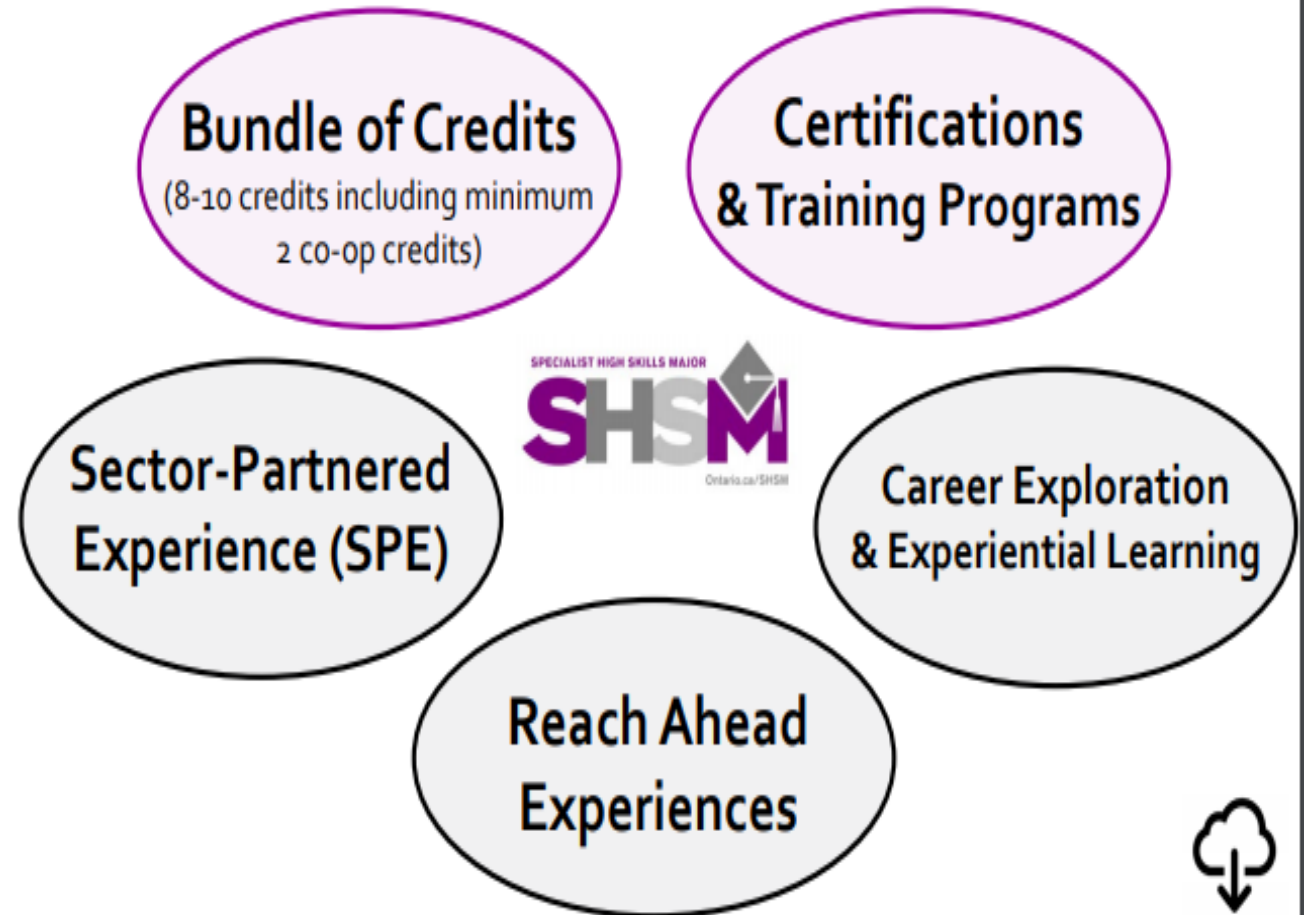 Bundle of Credits
(8-10 credits including minimum
2 co-op credits)
Certifications
& Training Programs
SPECIALIST HIGH SKILLS MAJOR
SHSM
Ontario.ca/SHSM
Sector-Partnered
Experience (SPE)
Career Exploration
& Experiential Learning
Reach Ahead
Experiences